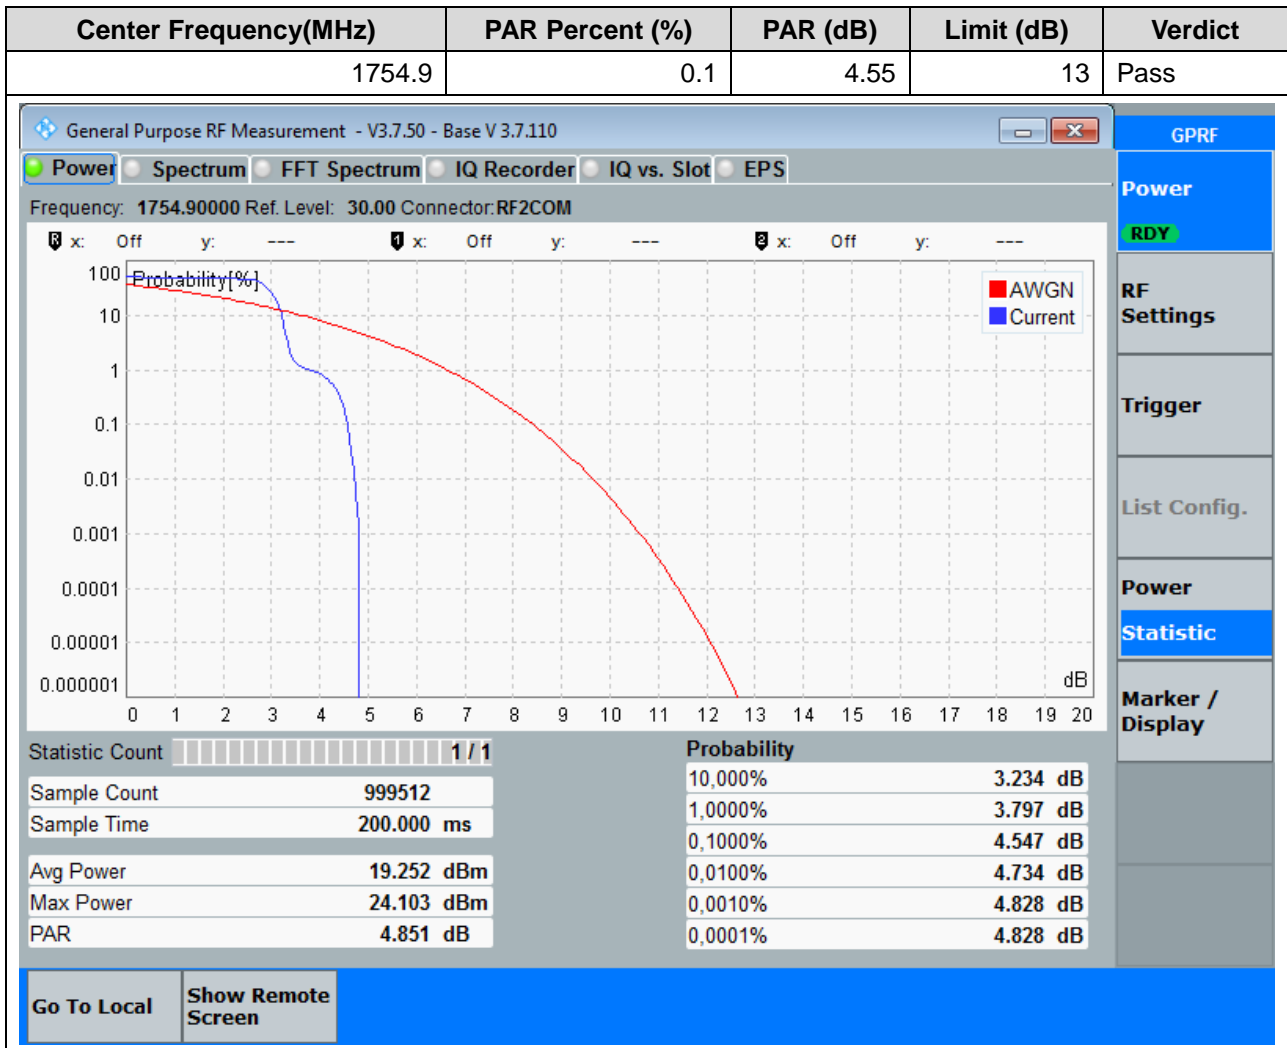 Center Frequency(MHz) PAR Percent (%) PAR (dB) Limit (dB) Verdict
1754.9 0.1 4.55 13 Pass
General Purpose RF Measurement - V3.7.50 - Base V 3.7.110
GPRF
Power Spectrum FFT Spectrum IQ Recorder IQ vs. Slot EPS
Power
RDY
Frequency: 1754.90000 Ref. Level: 30.00 Connector:RF2COM
R x: Off y: --- 1 x: Off y: --- 2 x: Off y: ---
Probability[%]
100
10
1
0.1
0.01
0.001
0.0001
0.00001
0.000001
AWGN
Current
dB
0 1 2 3 4 5 6 7 8 9 10 11 12 13 14 15 16 17 18 19 20
RF
Settings
Trigger
List Config.
Power
Statistic
Marker /
Display
Statistic Count 1 / 1
Sample Count 999512
Sample Time 200.000 ms
Avg Power 19.252 dBm
Max Power 24.103 dBm
PAR 4.851 dB
Probability
10,000% 3.234 dB
1,0000% 3.797 dB
0,1000% 4.547 dB
0,0100% 4.734 dB
0,0010% 4.828 dB
0,0001% 4.828 dB
Go To Local
Show Remote
Screen